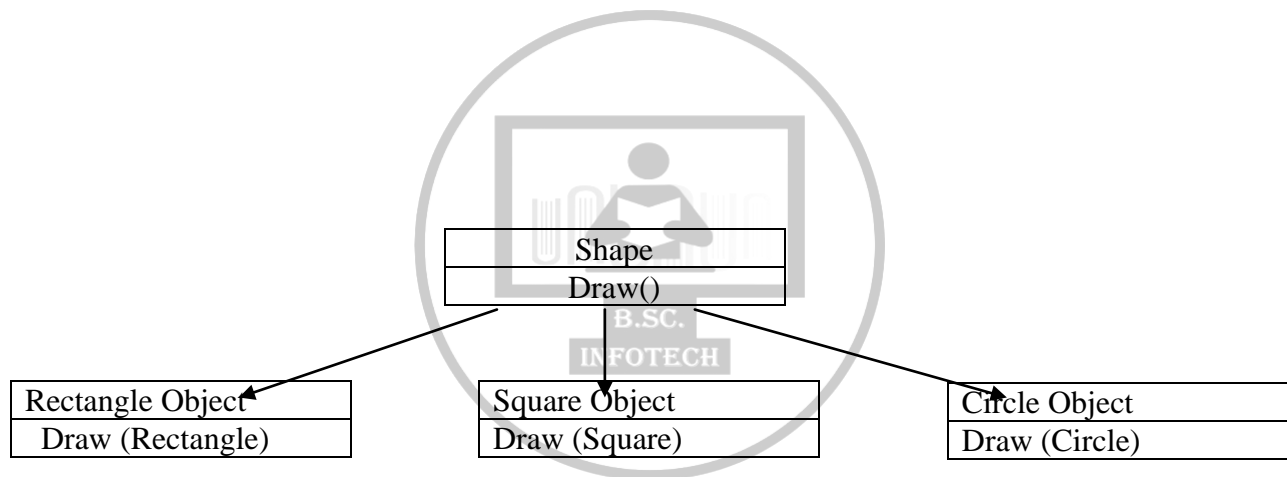 Shape
Draw()
B.SC.
INFOTECH
Rectangle Object
Draw (Rectangle)
Square Object
Draw (Square)
Circle Object
Draw (Circle)